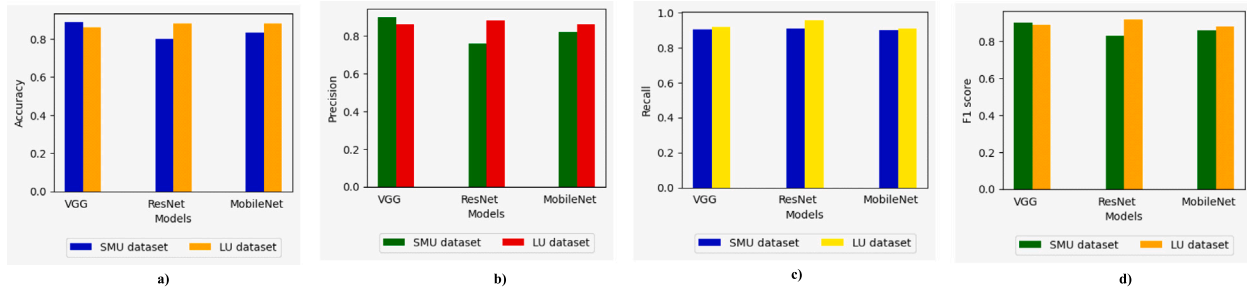 Accuracy
0.8
0.6
0.4
0.2
0.0
VGG ResNet MobileNet
Models
SMU dataset LU dataset
a)
Precision
0.8
0.6
0.4
0.2
0.0
VGG ResNet MobileNet
Models
SMU dataset LU dataset
b)
Recall
1.0
0.8
0.6
0.4
0.2
0.0
VGG ResNet MobileNet
Models
SMU dataset LU dataset
c)
F1 score
0.8
0.6
0.4
0.2
0.0
VGG ResNet MobileNet
Models
SMU dataset LU dataset
d)